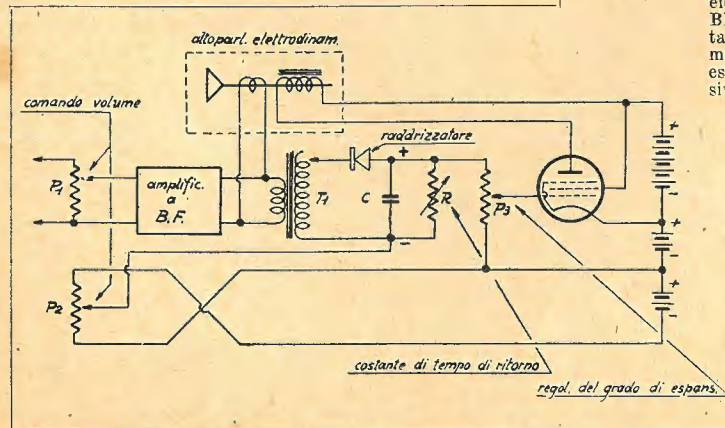 altoparl. elettrodinam.
comando volume
raddrizzatore
P1
amplific.
a
B.F.
T1
+
C
-
R
P3
+
-
+
-
+
-
P2
costante di tempo di ritorno
regol. del grado di espans.